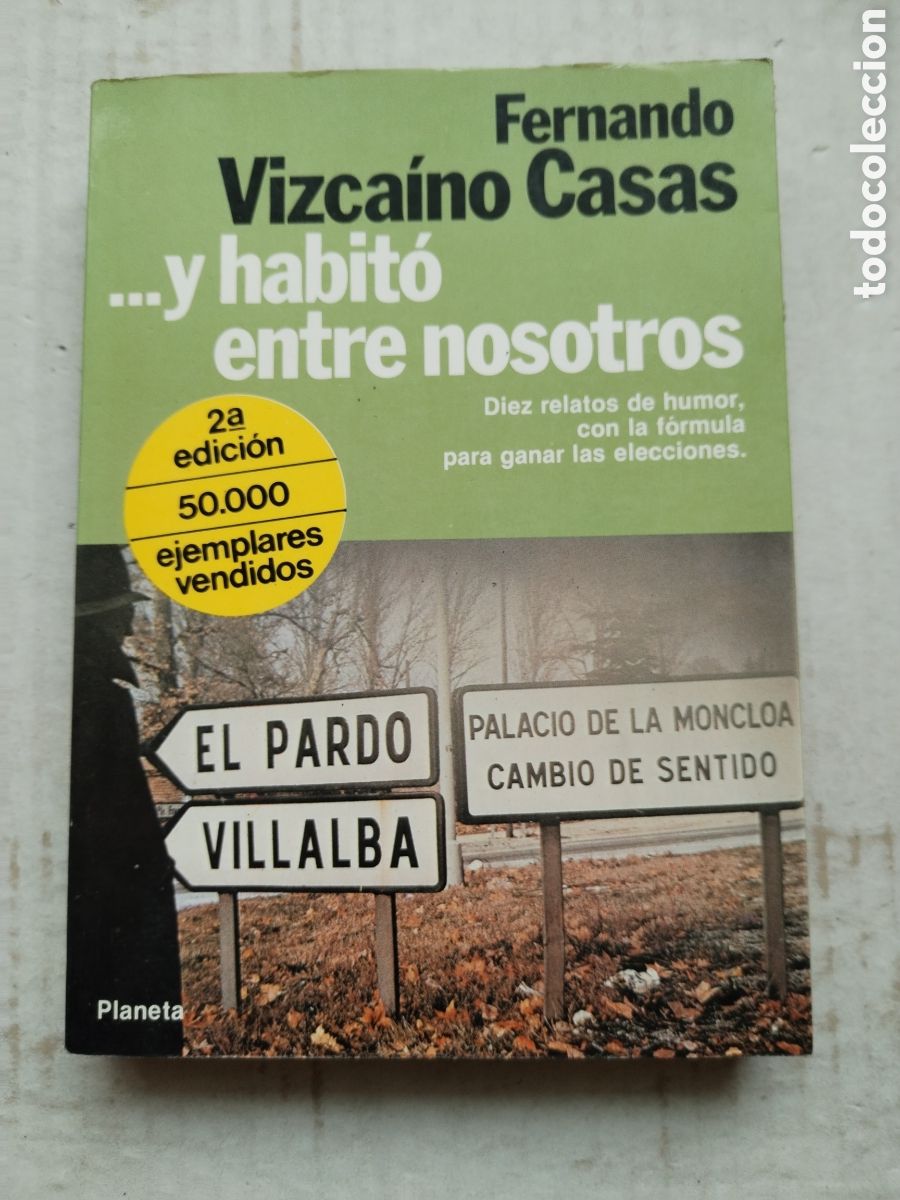 Fernando
Vizcaíno Casas
...y habitó
entre nosotros
Diez relatos de humor,
con la fórmula
para ganar las elecciones.
2ª
edición
50.000
ejemplares
vendidos
EL PARDO
VILLALBA
PALACIO DE LA MONCLOA
CAMBIO DE SENTIDO
Planeta
todocoleccion